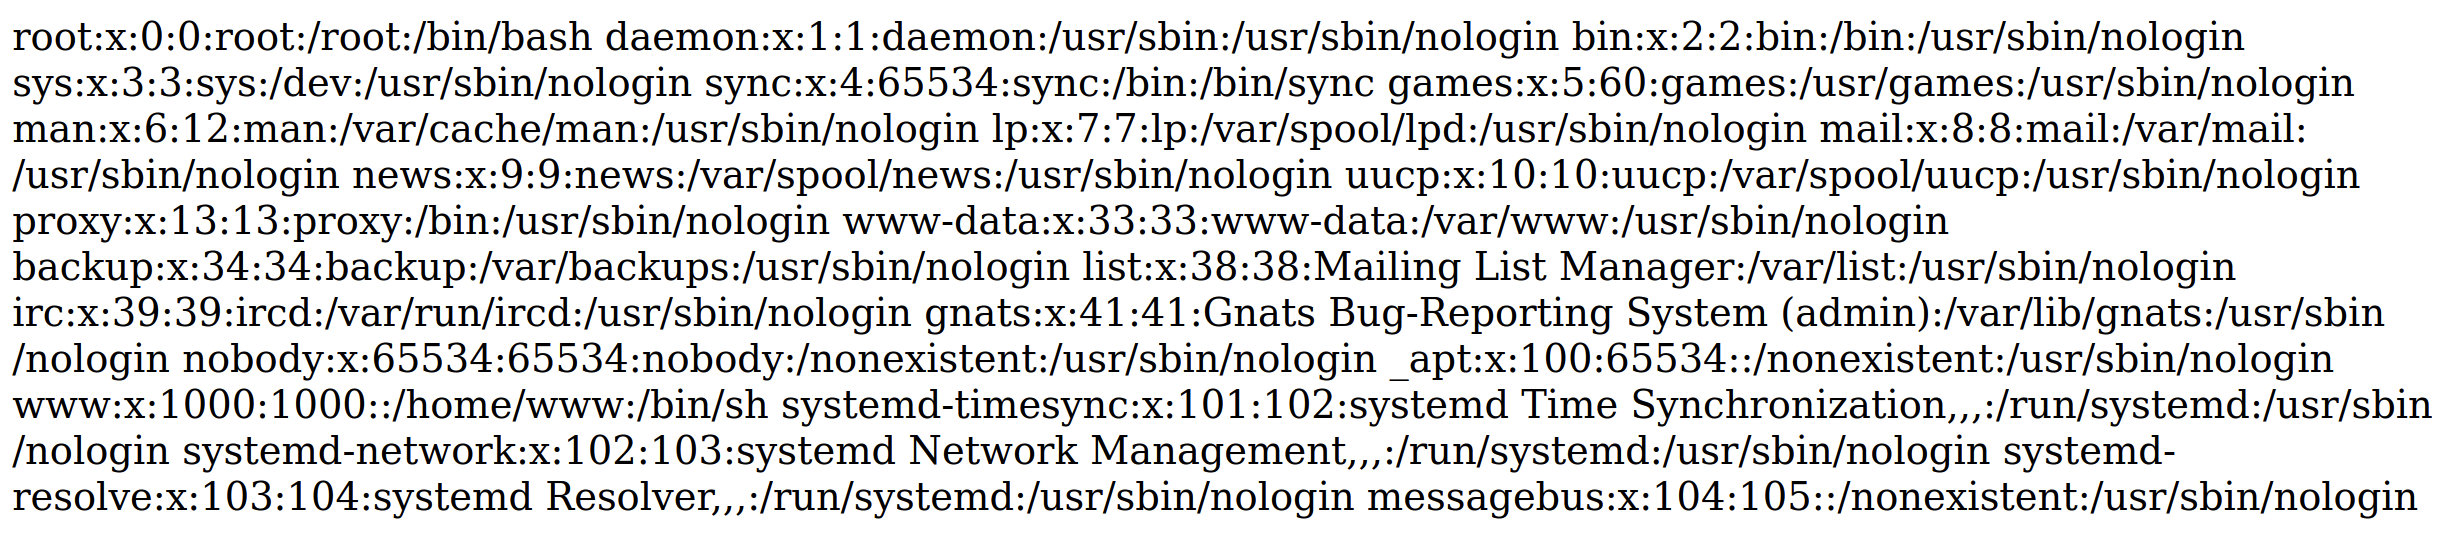 root:x:0:0:root:/root:/bin/bash daemon:x:1:1:daemon:/usr/sbin:/usr/sbin/nologin bin:x:2:2:bin:/bin:/usr/sbin/nologin
sys:x:3:3:sys:/dev:/usr/sbin/nologin sync:x:4:65534:sync:/bin:/bin/sync games:x:5:60:games:/usr/games:/usr/sbin/nologin
man:x:6:12:man:/var/cache/man:/usr/sbin/nologin lp:x:7:7:lp:/var/spool/lpd:/usr/sbin/nologin mail:x:8:8:mail:/var/mail:
/usr/sbin/nologin news:x:9:9:news:/var/spool/news:/usr/sbin/nologin uucp:x:10:10:uucp:/var/spool/uucp:/usr/sbin/nologin
proxy:x:13:13:proxy:/bin:/usr/sbin/nologin www-data:x:33:33:www-data:/var/www:/usr/sbin/nologin
backup:x:34:34:backup:/var/backups:/usr/sbin/nologin list:x:38:38:Mailing List Manager:/var/list:/usr/sbin/nologin
irc:x:39:39:ircd:/var/run/ircd:/usr/sbin/nologin gnats:x:41:41:Gnats Bug-Reporting System (admin):/var/lib/gnats:/usr/sbin
/nologin nobody:x:65534:65534:nobody:/nonexistent:/usr/sbin/nologin _apt:x:100:65534::/nonexistent:/usr/sbin/nologin
www:x:1000:1000::/home/www:/bin/sh systemd-timesync:x:101:102:systemd Time Synchronization,,,:/run/systemd:/usr/sbin
/nologin systemd-network:x:102:103:systemd Network Management,,,:/run/systemd:/usr/sbin/nologin systemd-
resolve:x:103:104:systemd Resolver,,,:/run/systemd:/usr/sbin/nologin messagebus:x:104:105::/nonexistent:/usr/sbin/nologin